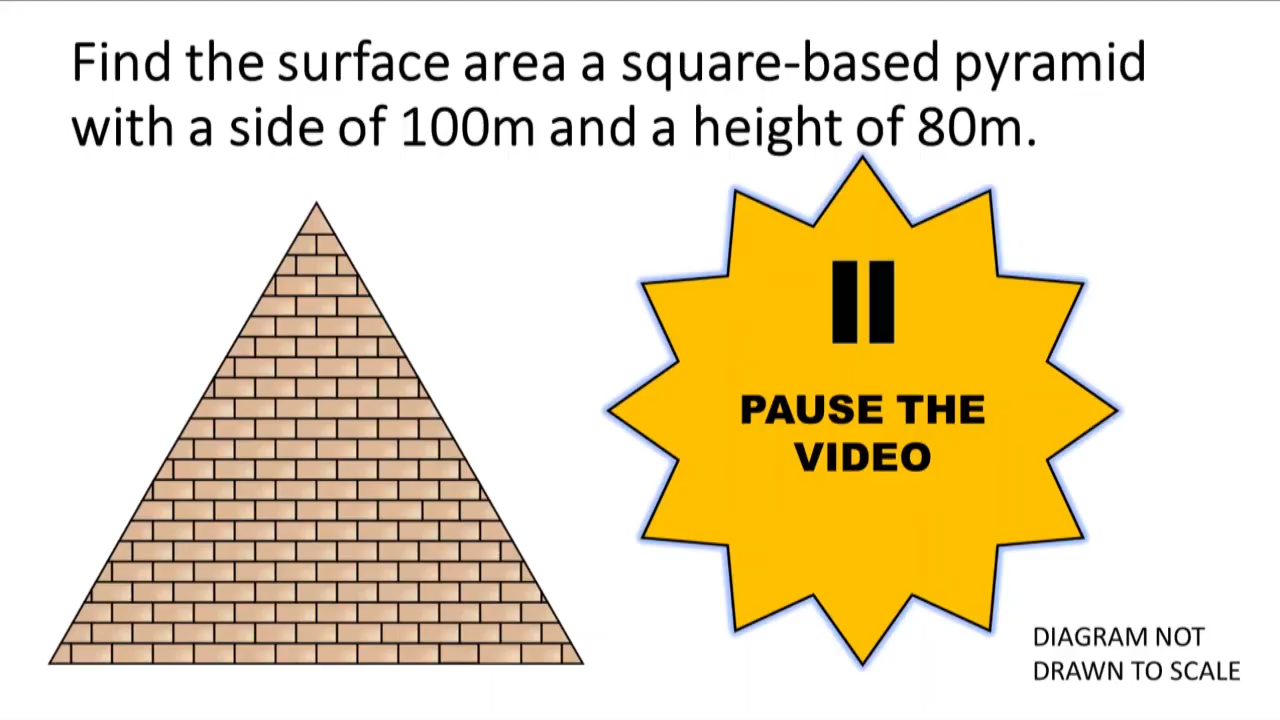 Find the surface area a square-based pyramid
with a side of 100m and a height of 80m.
PAUSE THE
VIDEO
DIAGRAM NOT
DRAWN TO SCALE